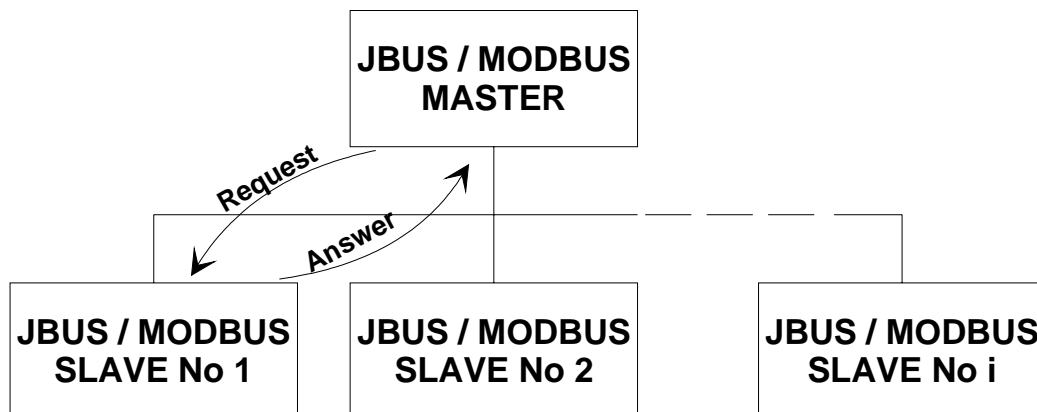 JBUS / MODBUS
MASTER
Request
Answer
JBUS / MODBUS
SLAVE No 1
JBUS / MODBUS
SLAVE No 2
JBUS / MODBUS
SLAVE No i